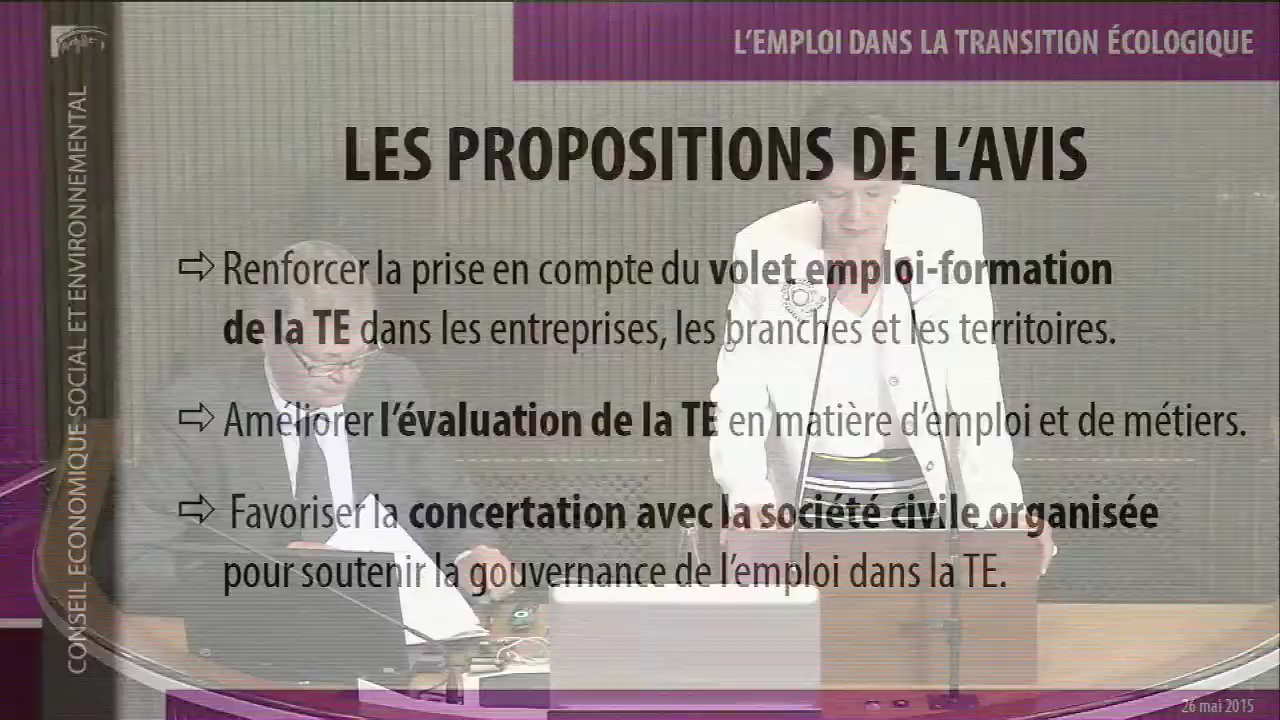 L'EMPLOI DANS LA TRANSITION ÉCOLOGIQUE
CONSEIL ECONOMIQUE SOCIAL ET ENVIRONNEMENTAL
LES PROPOSITIONS DE L'AVIS
⇨ Renforcer la prise en compte du volet emploi-formation
de la TE dans les entreprises, les branches et les territoires.
⇨ Améliorer l'évaluation de la TE en matière d'emploi et de métiers.
⇨ Favoriser la concertation avec la société civile organisée
pour soutenir la gouvernance de l'emploi dans la TE.
26 mai 2015